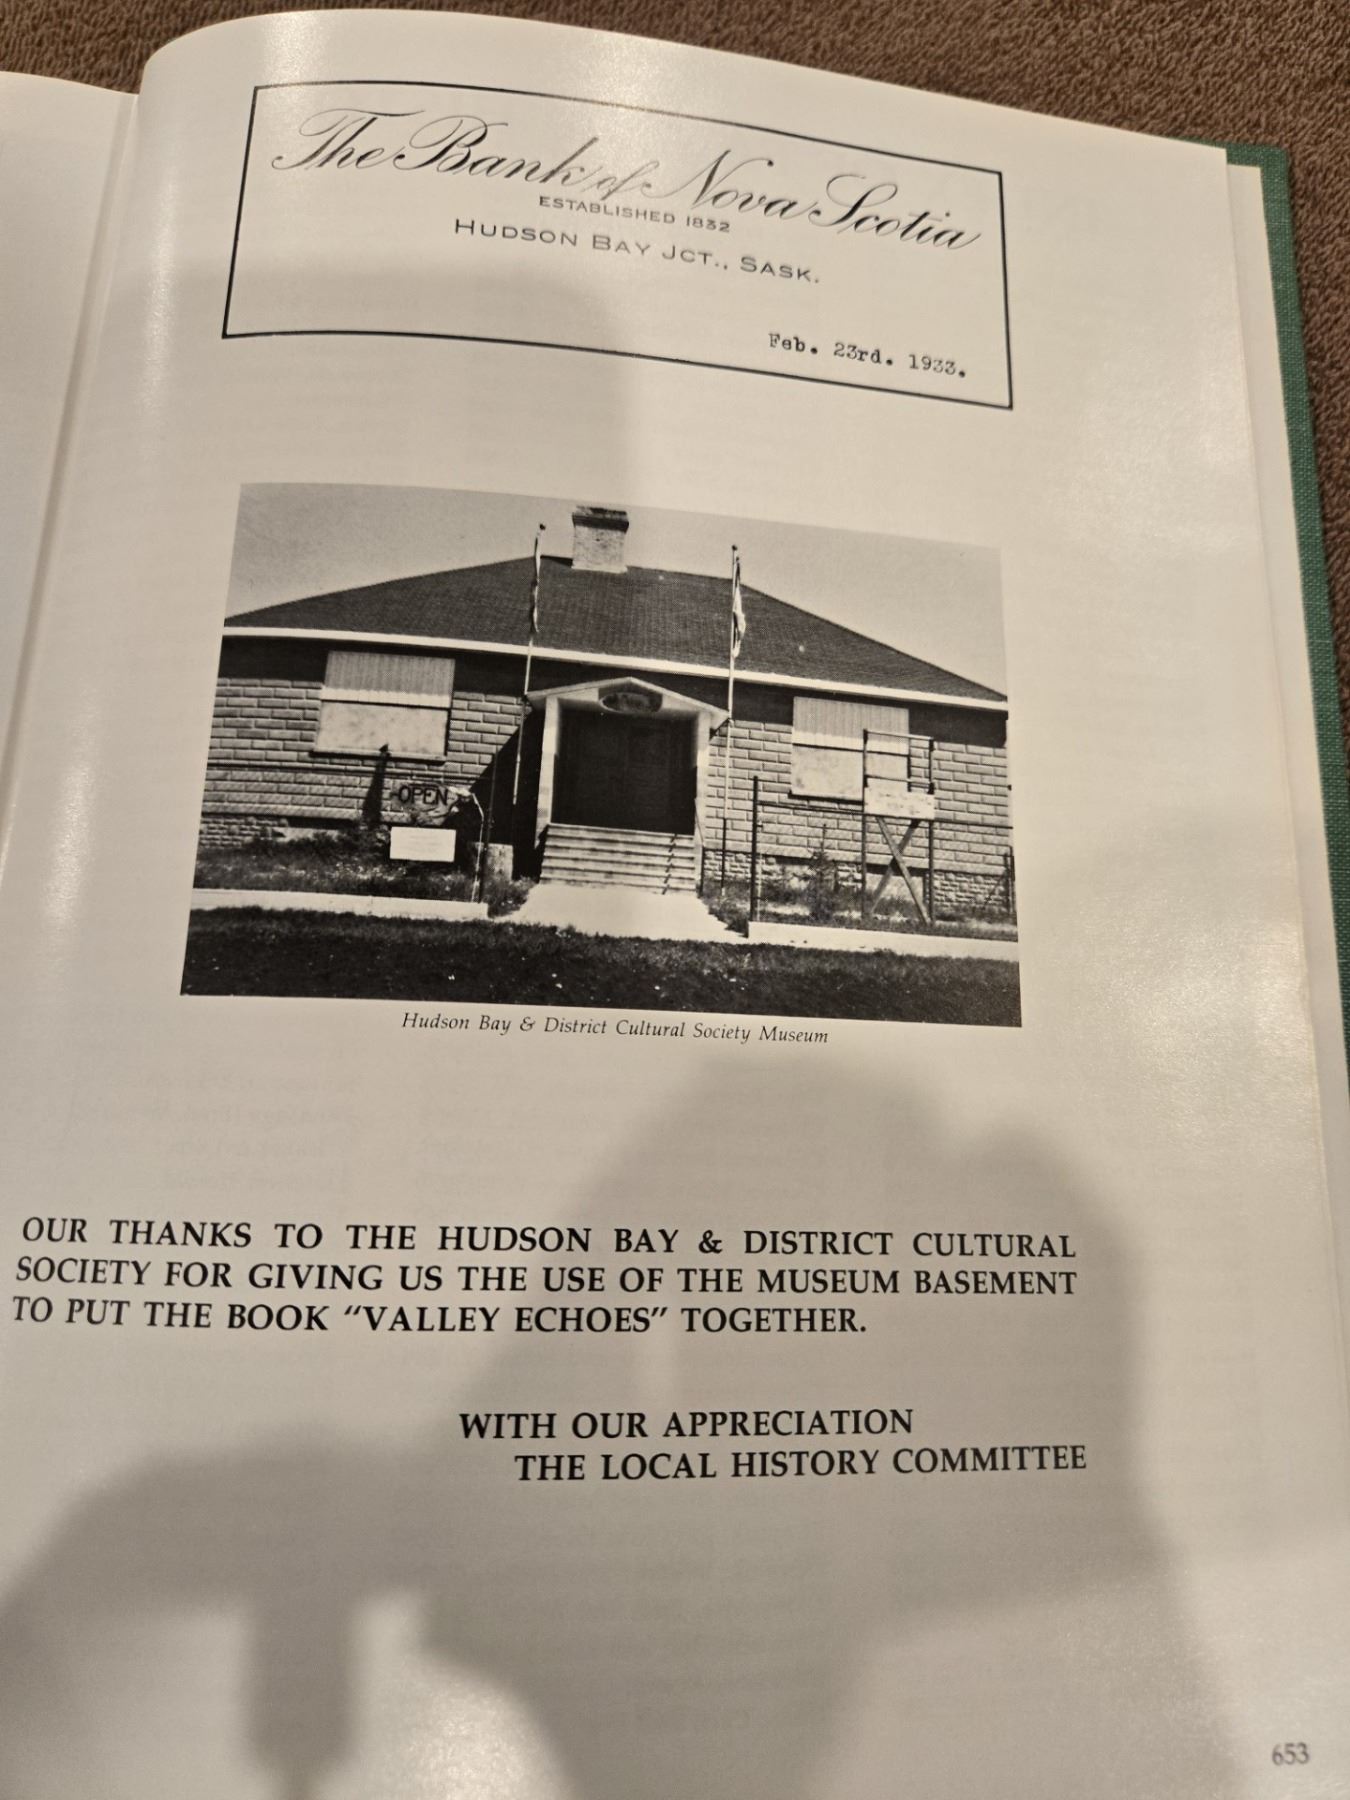 The Bank of Nova Scotia
ESTABLISHED 1832
HUDSON BAY JCT., SASK.
Feb. 23rd. 1933.
OPEN
Hudson Bay & District Cultural Society Museum
OUR THANKS TO THE HUDSON BAY & DISTRICT CULTURAL
SOCIETY FOR GIVING US THE USE OF THE MUSEUM BASEMENT
TO PUT THE BOOK “VALLEY ECHOES” TOGETHER.
WITH OUR APPRECIATION
THE LOCAL HISTORY COMMITTEE
653